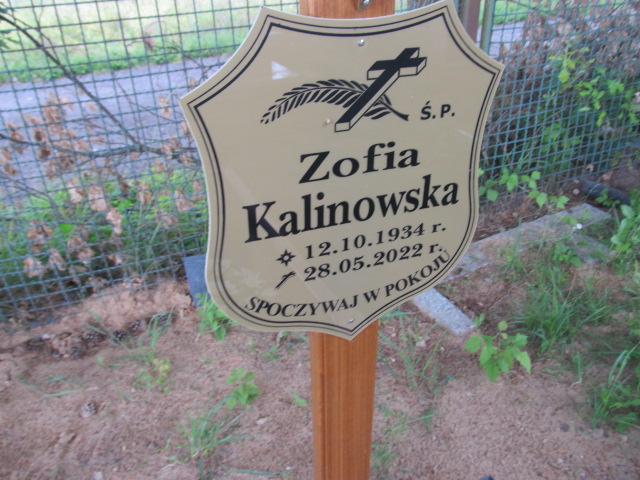 Ś.P.
Zofia
Kalinowska
12.10.1934 r.
28.05.2022 r.
SPOCZYWAJ W POKOJU